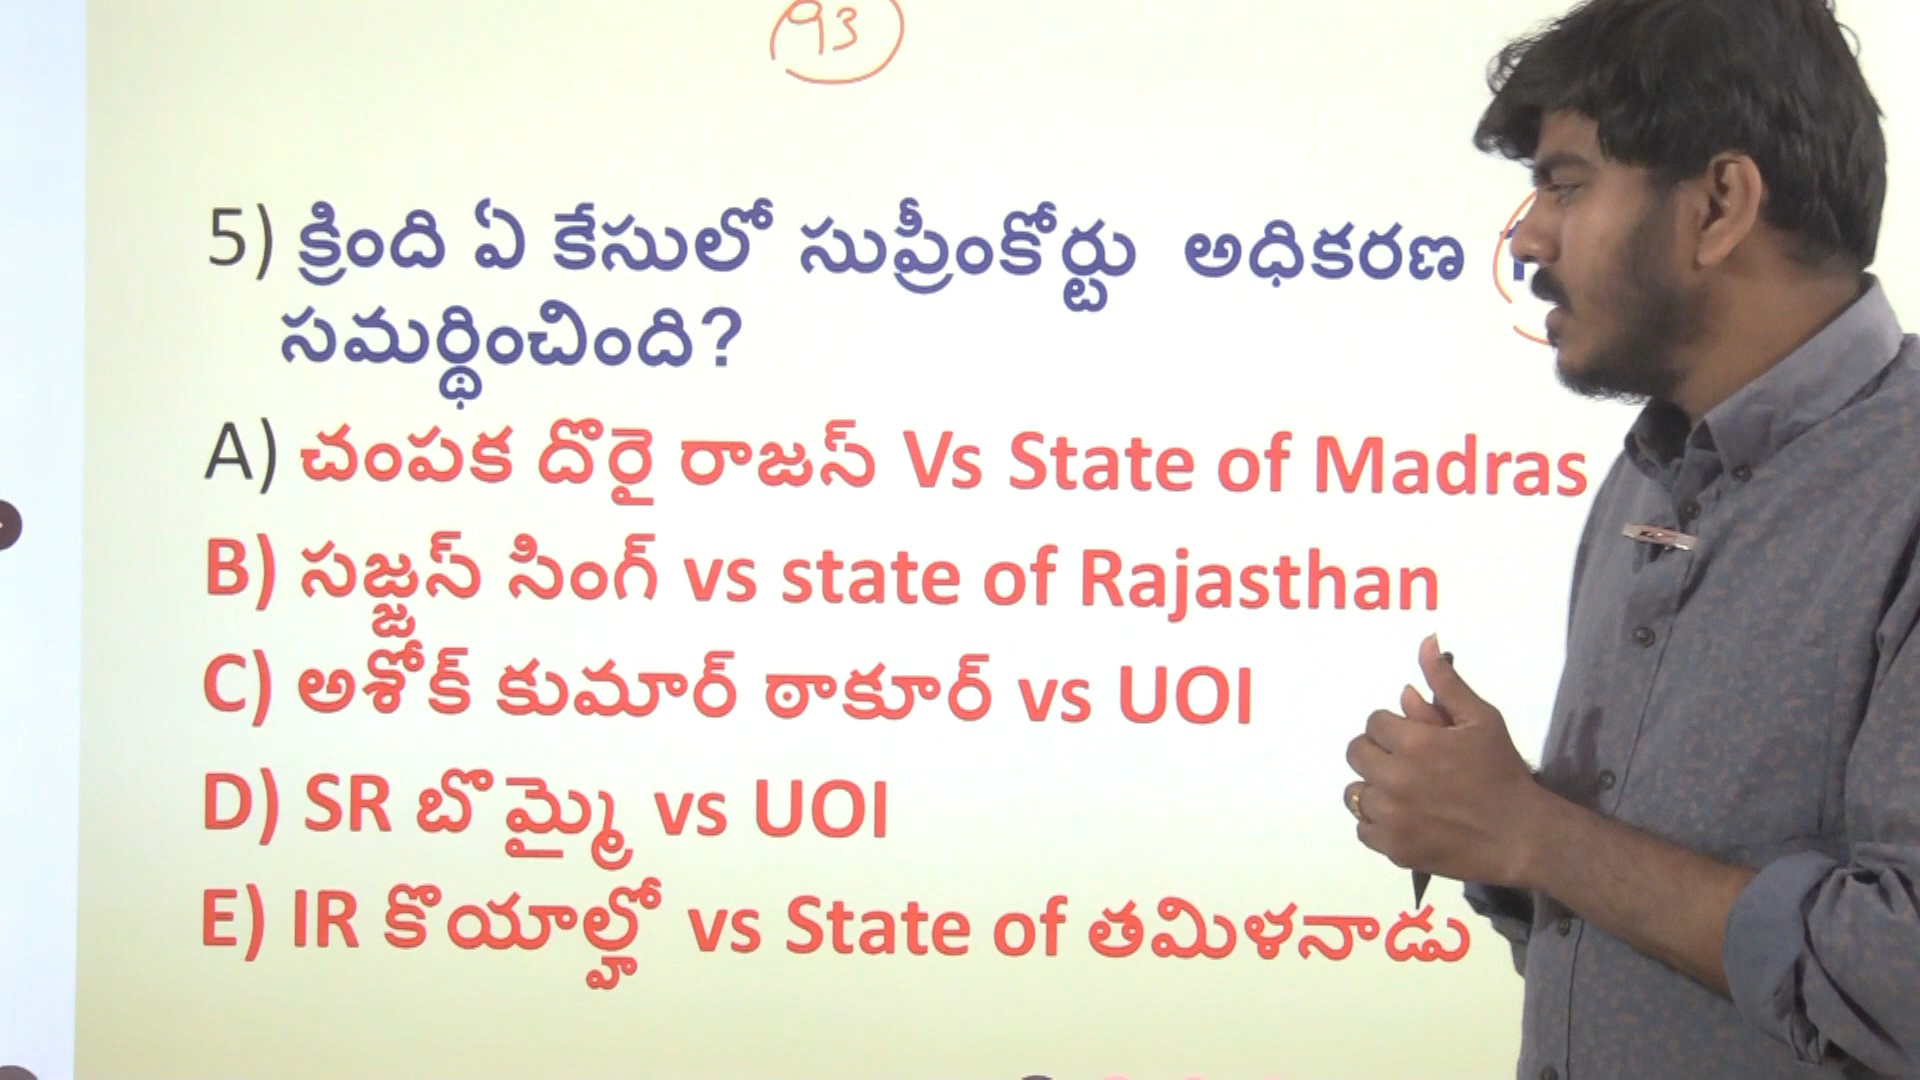 93
5) క్రింది ఏ కేసులో సుప్రీంకోర్టు అధికరణ
సమర్థించింది?
A) చంపక దొరై రాజన్ Vs State of Madras
B) సజ్జన్ సింగ్ vs state of Rajasthan
C) అశోక్ కుమార్ ఠాకూర్ vs UOI
D) SR బొమ్మై vs UOI
E) IR కొయాల్హో vs State of తమిళనాడు